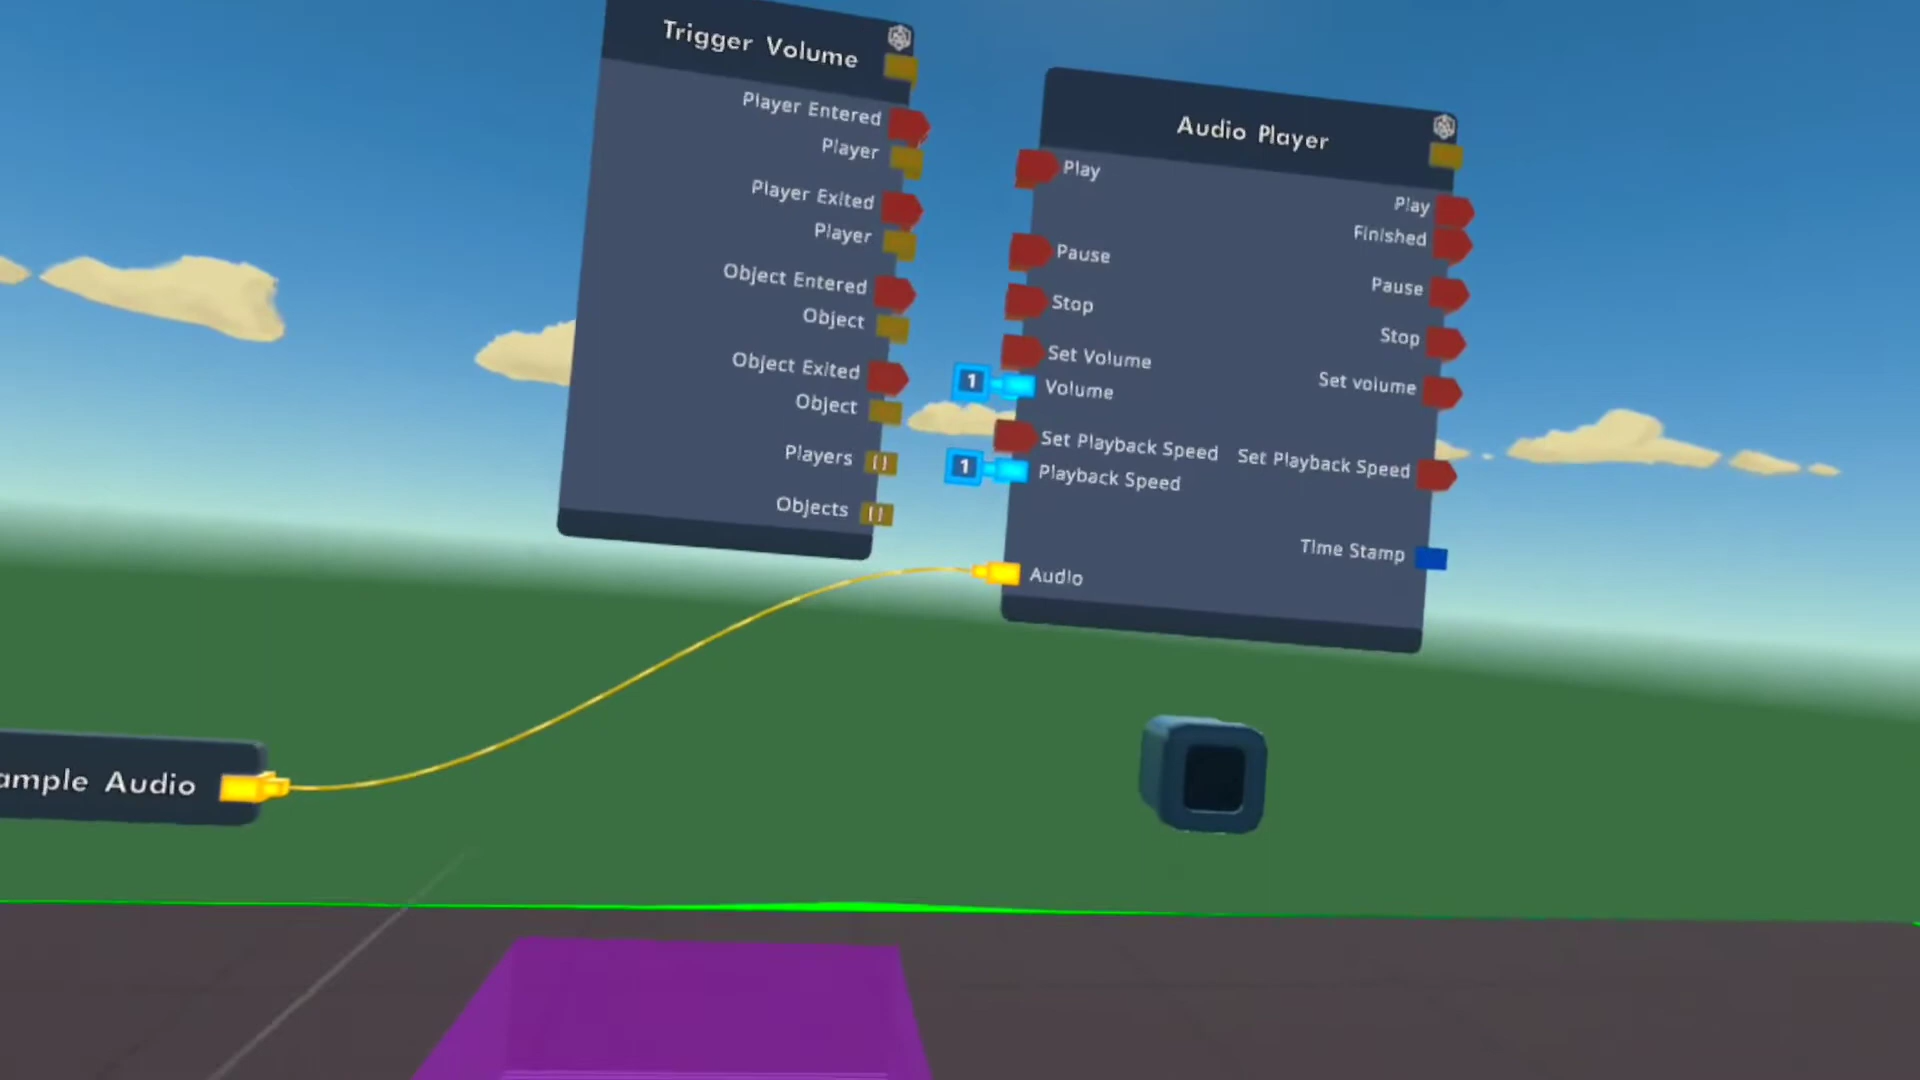 Trigger Volume
Player Entered
Player
Player Exited
Player
Object Entered
Object
Object Exited
Object
Players
[]
Objects
[]
Audio Player
Play
Play
Finished
Pause
Pause
Stop
Stop
Set Volume
Set volume
1
Volume
Set Playback Speed
Set Playback Speed
1
Playback Speed
Time Stamp
Audio
ample Audio